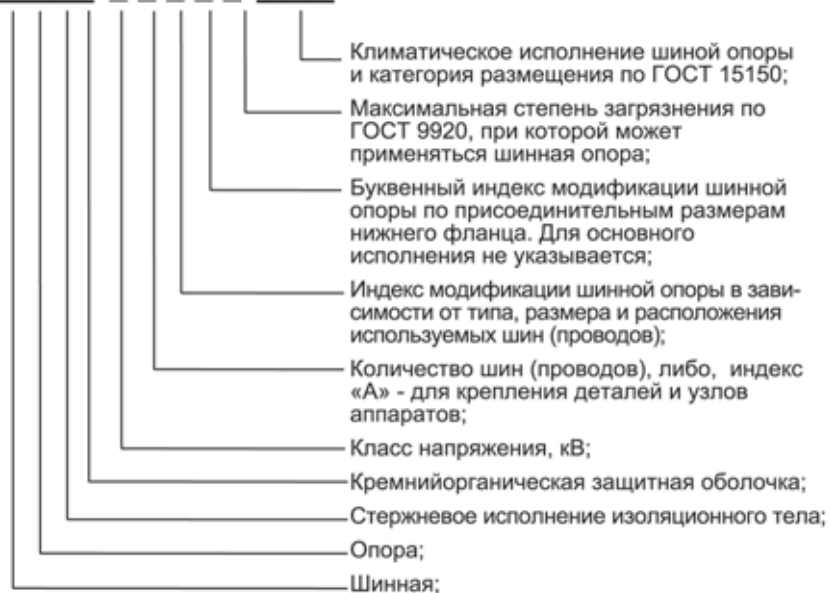 Климатическое исполнение шиной опоры
и категория размещения по ГОСТ 15150;
Максимальная степень загрязнения по
ГОСТ 9920, при которой может
применяться шинная опора;
Буквенный индекс модификации шинной
опоры по присоединительным размерам
нижнего фланца. Для основного
исполнения не указывается;
Индекс модификации шинной опоры в зави-
симости от типа, размера и расположения
используемых шин (проводов);
Количество шин (проводов), либо, индекс
«А» - для крепления деталей и узлов
аппаратов;
Класс напряжения, кВ;
Кремнийорганическая защитная оболочка;
Стержневое исполнение изоляционного тела;
Опора;
Шинная;